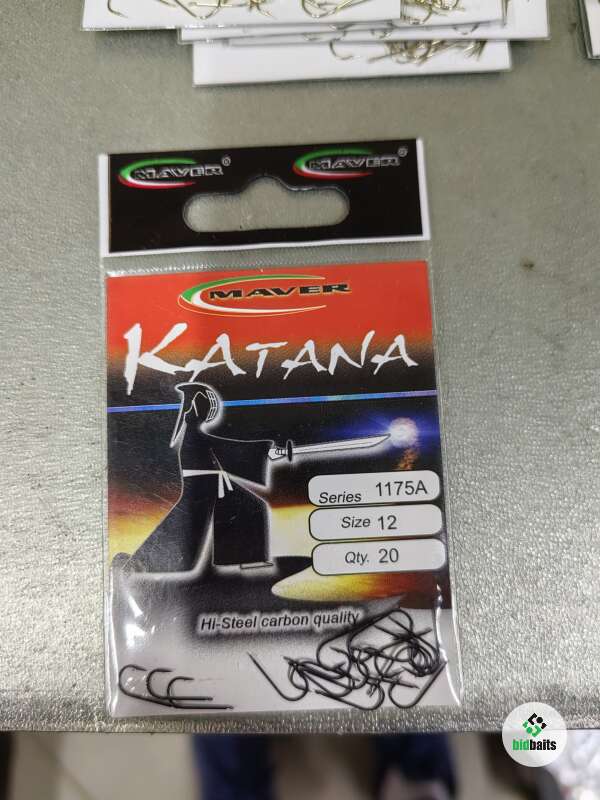 MAVER®
MAVER®
MAVER
KATANA
Series 1175A
Size 12
Qty. 20
Hi-Steel carbon quality
bidbaits